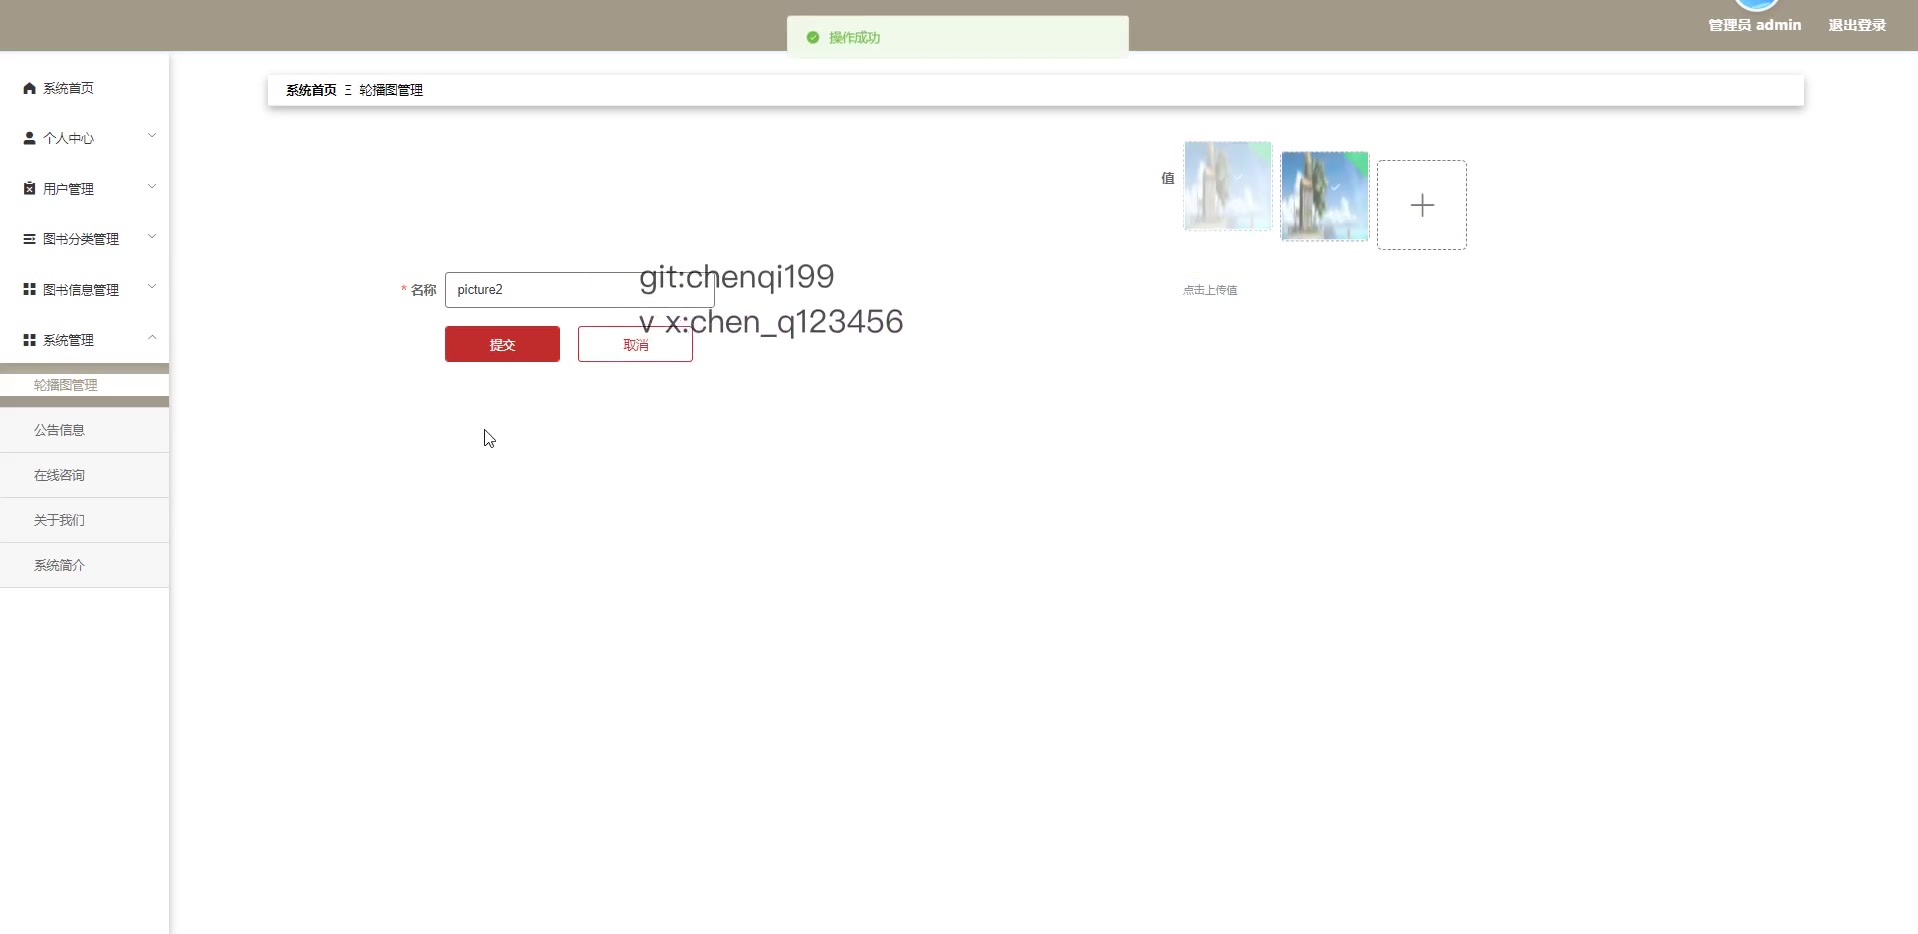 操作成功
管理员 admin
退出登录
系统首页
个人中心
用户管理
图书分类管理
图书信息管理
系统管理
轮播图管理
公告信息
在线咨询
关于我们
系统简介
系统首页 Ξ 轮播图管理
值
* 名称 picture2
点击上传值
提交
取消
git:chenqi199
v x:chen_q123456